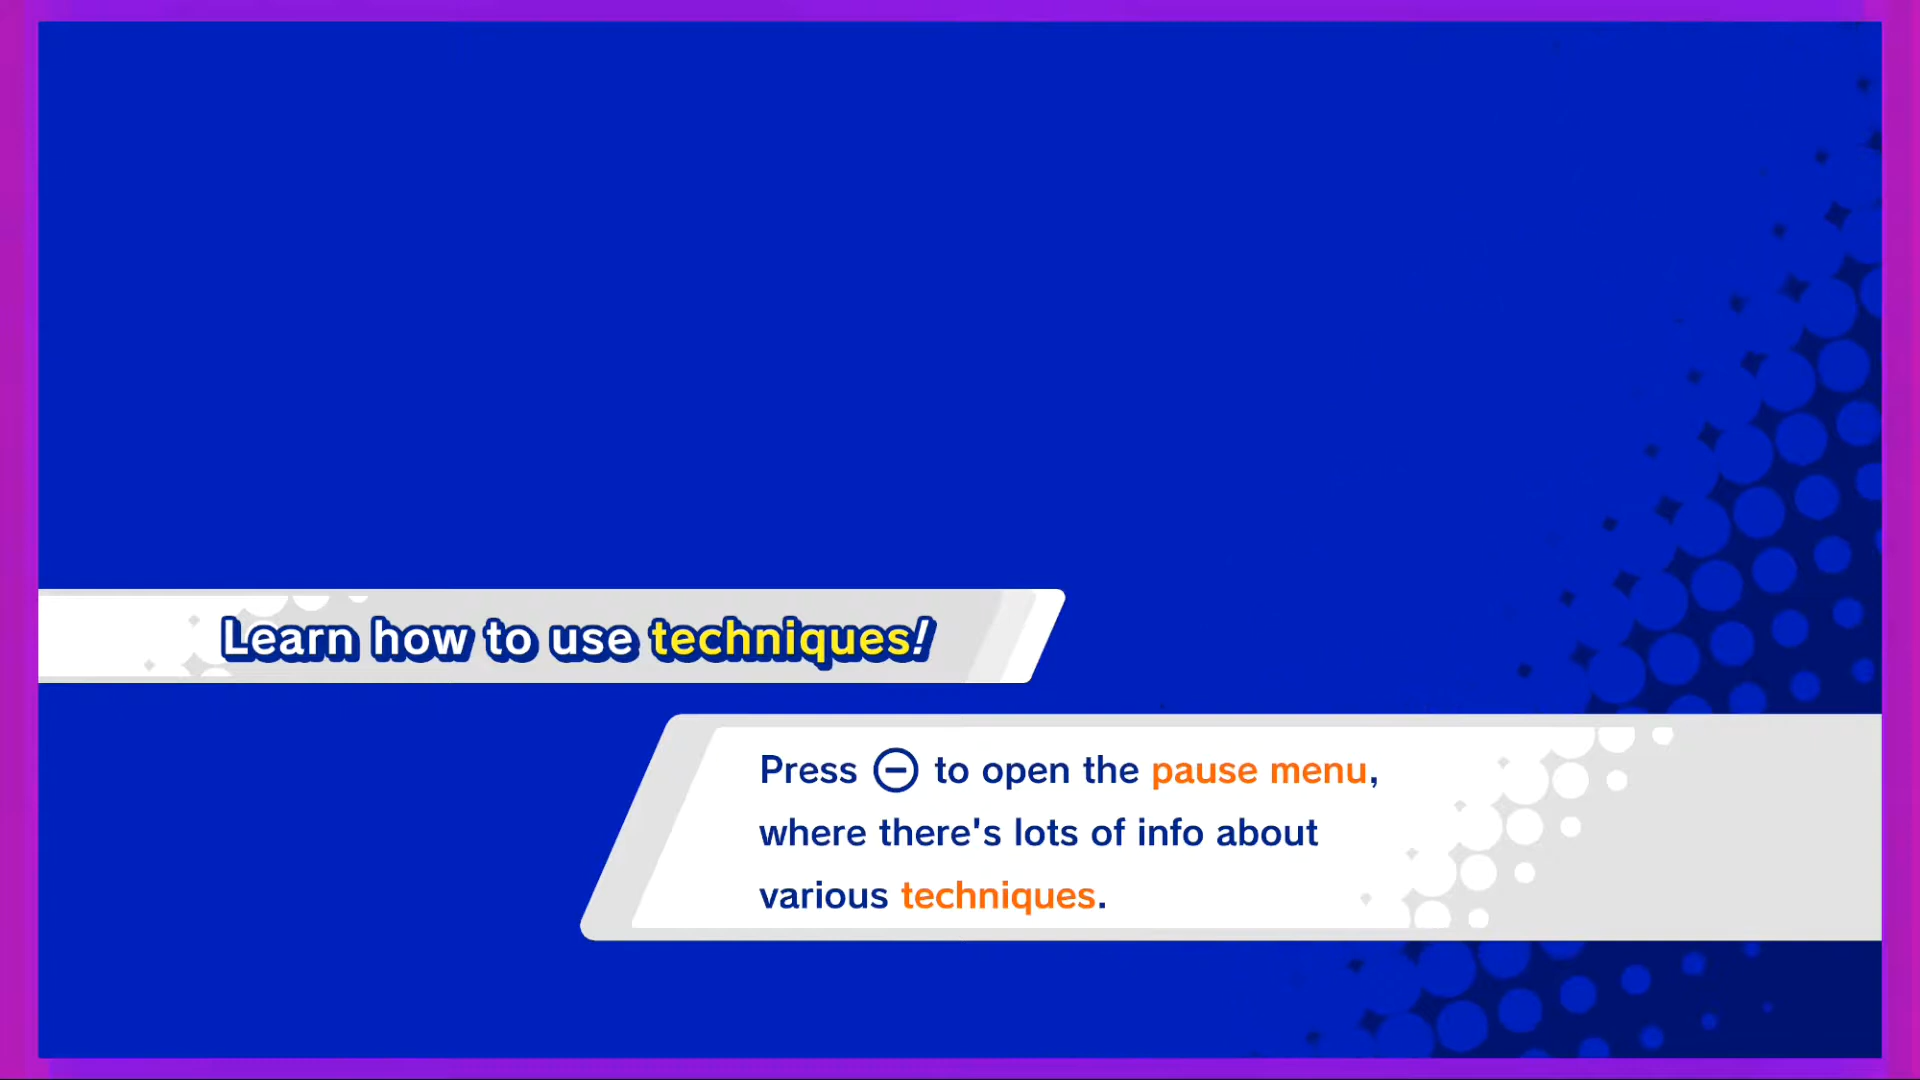 Learn how to use techniques!
Press ⊖ to open the pause menu,
where there's lots of info about
various techniques.